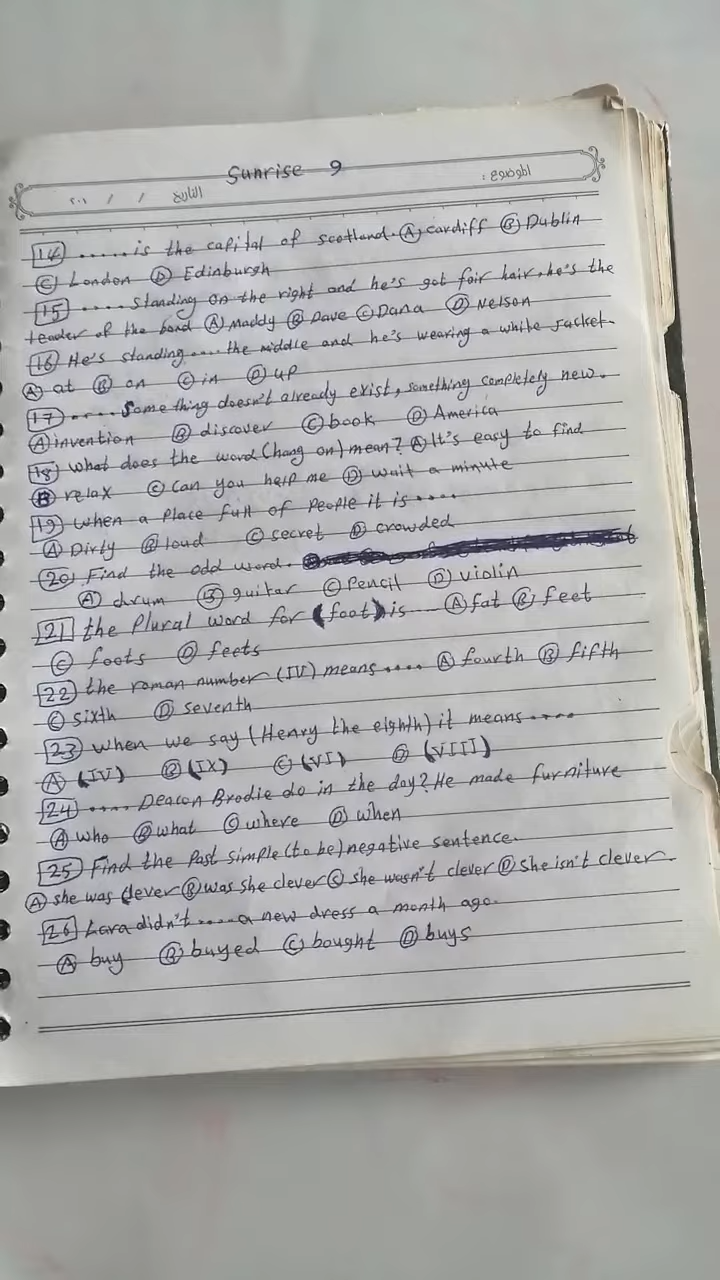 Sunrise 9
الموضوع :
التاريخ / / ٢٠١
14 ...... is the capital of scotland. A) cardiff B) Dublin
C) London D) Edinburgh
15 ..... standing on the right and he's got fair hair, he's the
leader of the band A) Maddy B) Dave C) Dana D) Nelson
16) He's standing .... the middle and he's wearing a white jacket.
A) at B) on C) in D) up
17 ..... Something doesn't already exist, something completely new.
A) invention B) discover C) book D) America
18) what does the word (hang on) mean? A) It's easy to find
B) relax C) can you help me D) wait a minute
19) when a place full of people it is ....
A) Dirty B) loud C) secret D) crowded
20) Find the odd word.
A) drum B) guitar C) Pencil D) violin
21 the Plural word for (foot) is .... A) fat B) feet
C) foots D) feets
22 the roman number (IV) means .... A) fourth B) fifth
C) sixth D) seventh
23) when we say (Henry the eighth) it means ....
A) (IV) B) (IX) C) (VI) D) (VIII)
24 .... Deacon Brodie do in the day? He made furniture
A) who B) what C) where D) when
25 Find the Past simple (to be) negative sentence.
A) she was clever B) was she clever C) she wasn't clever D) She isn't clever
26) Lara didn't .... a new dress a month ago.
A) buy B) buyed C) bought D) buys